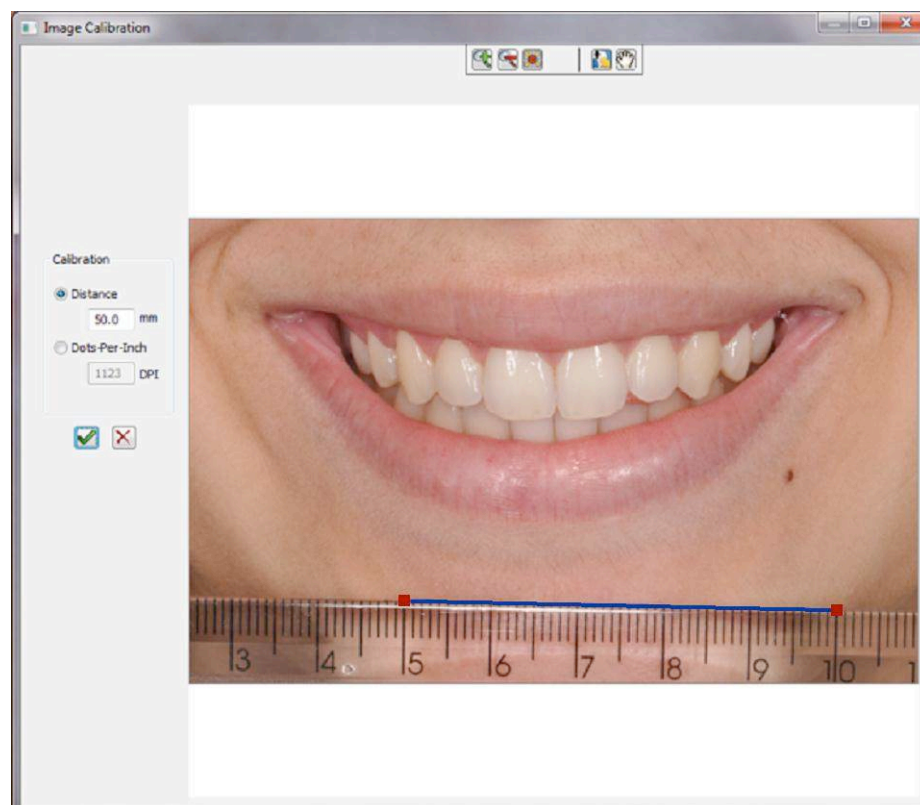 Image Calibration
Calibration
Distance
50.0 mm
Dots-Per-Inch
1123 DPI
3 4 5 6 7 8 9 10